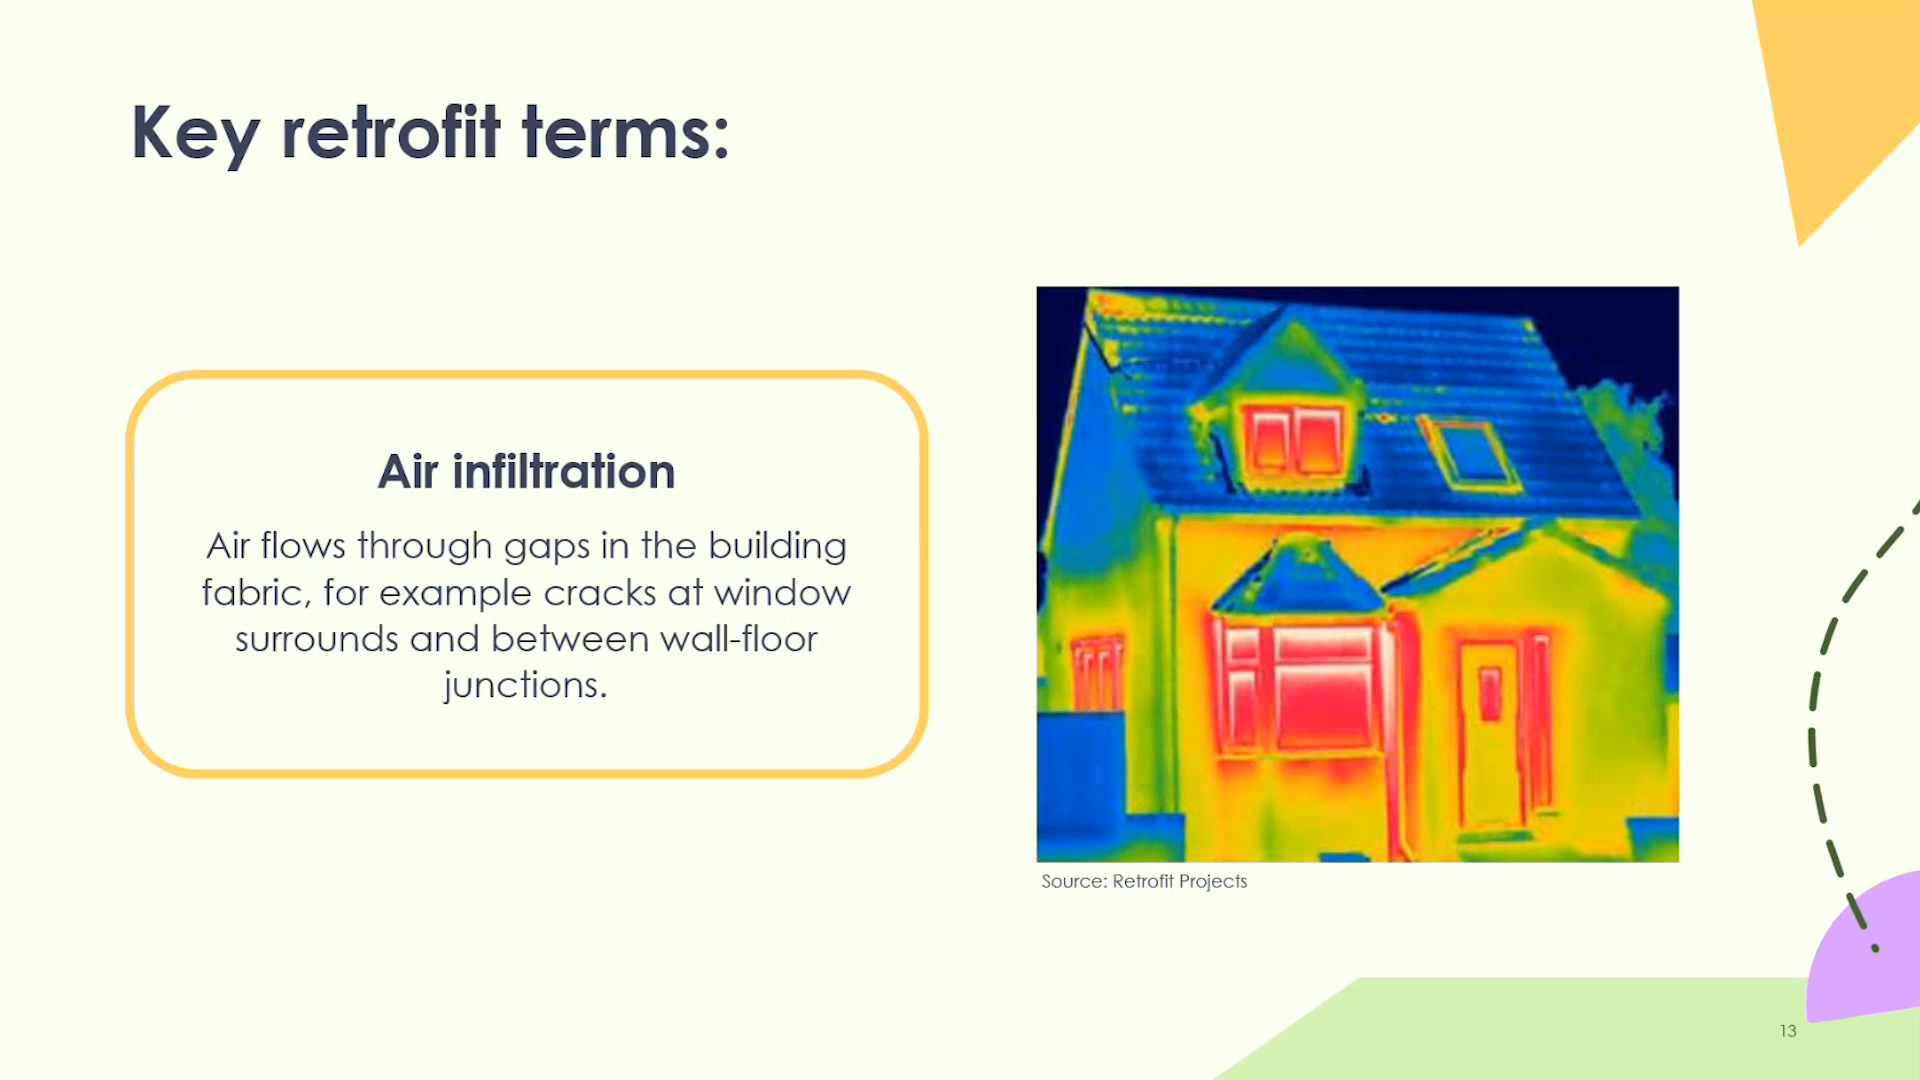 Key retrofit terms:
Air infiltration
Air flows through gaps in the building
fabric, for example cracks at window
surrounds and between wall-floor
junctions.
Source: Retrofit Projects
13